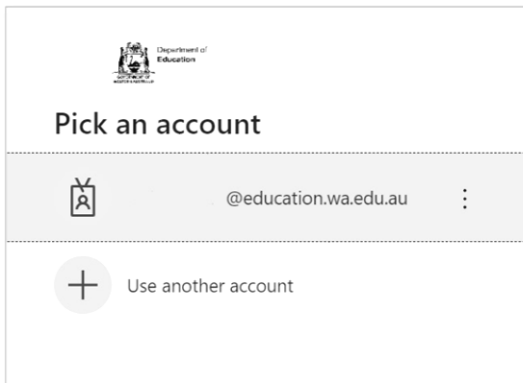 Department of
Education
Pick an account
@education.wa.edu.au
Use another account